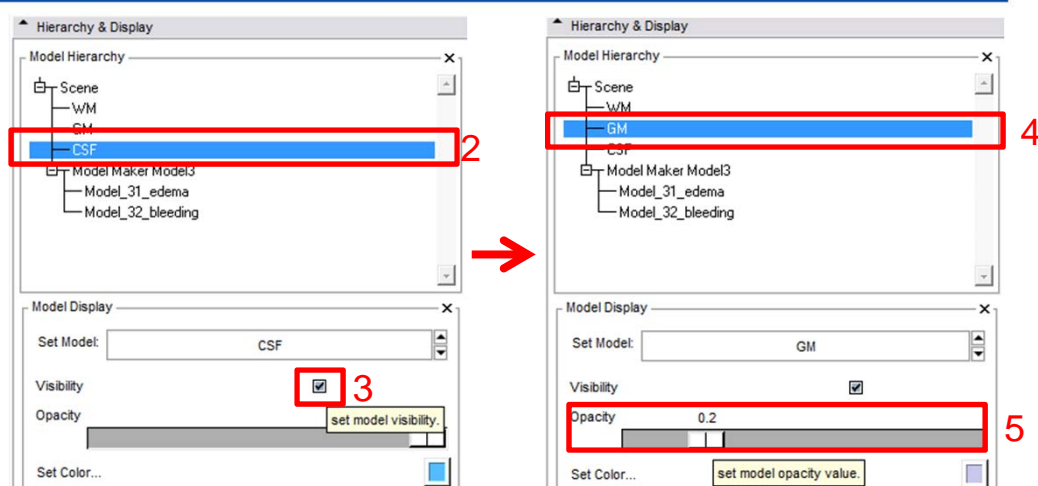 Hierarchy & Display
Model Hierarchy
Scene
WM
GM
CSF
2
Model Maker Model3
Model_31_edema
Model_32_bleeding
Model Display
Set Model:
CSF
Visibility
3
Opacity
set model visibility.
Set Color...
Hierarchy & Display
Model Hierarchy
Scene
WM
GM
4
CSF
Model Maker Model3
Model_31_edema
Model_32_bleeding
Model Display
Set Model:
GM
Visibility
Opacity
0.2
5
Set Color...
set model opacity value.